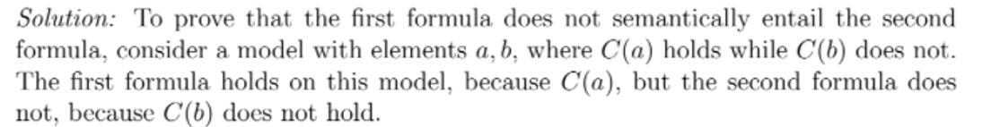 Solution: To prove that the first formula does not semantically entail the second
formula, consider a model with elements a, b, where C(a) holds while C(b) does not.
The first formula holds on this model, because C(a), but the second formula does
not, because C(b) does not hold.